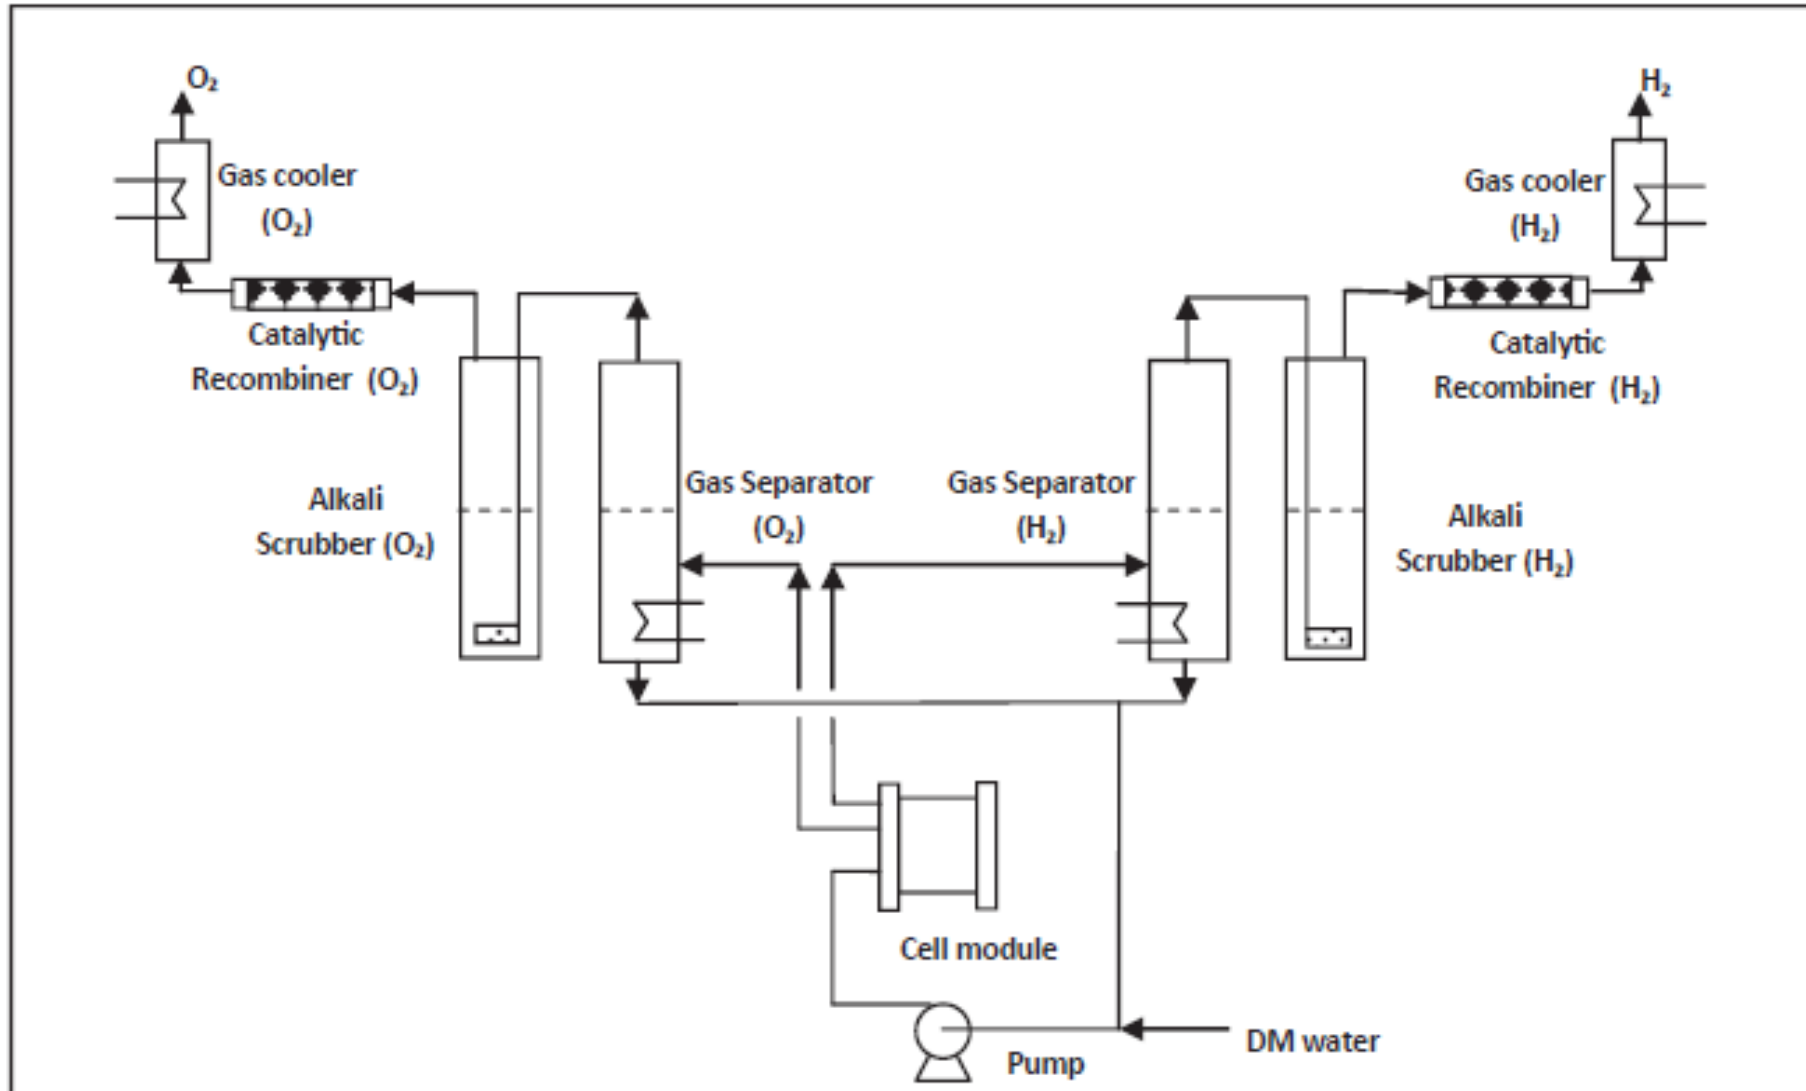 O₂
H₂
Gas cooler
(O₂)
Gas cooler
(H₂)
Catalytic
Recombiner (O₂)
Catalytic
Recombiner (H₂)
Gas Separator
(O₂)
Gas Separator
(H₂)
Alkali
Scrubber (O₂)
Alkali
Scrubber (H₂)
Cell module
Pump
DM water